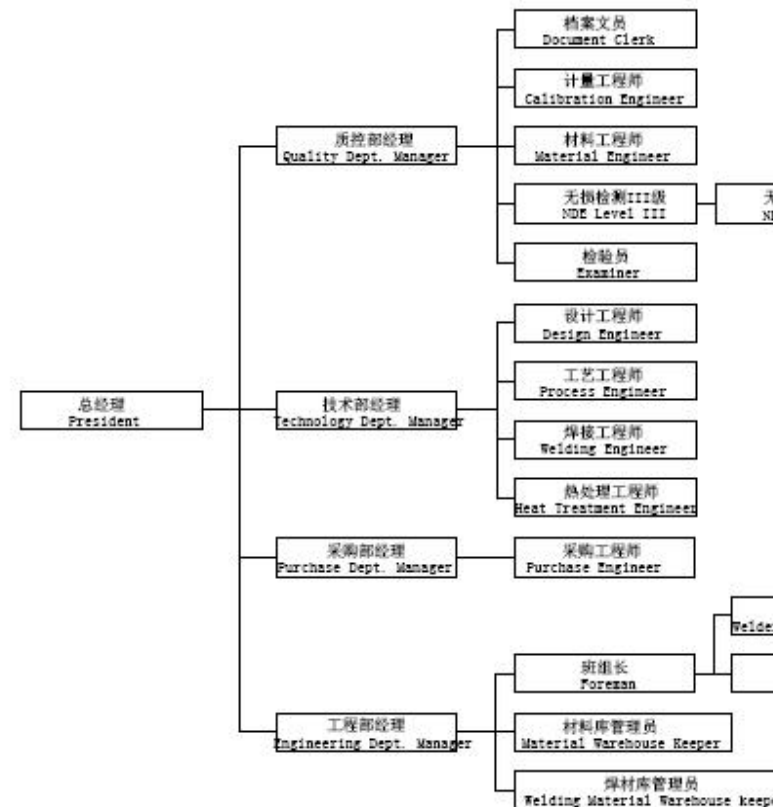 档案文员
Document Clerk
计量工程师
Calibration Engineer
质控部经理
Quality Dept. Manager
材料工程师
Material Engineer
无损检测III级
NDE Level III
检验员
Examiner
设计工程师
Design Engineer
工艺工程师
Process Engineer
总经理
President
技术部经理
Technology Dept. Manager
焊接工程师
Welding Engineer
热处理工程师
Heat Treatment Engineer
采购部经理
Purchase Dept. Manager
采购工程师
Purchase Engineer
班组长
Foreman
工程部经理
Engineering Dept. Manager
材料库管理员
Material Warehouse Keeper
焊材库管理员
Welding Material Warehouse